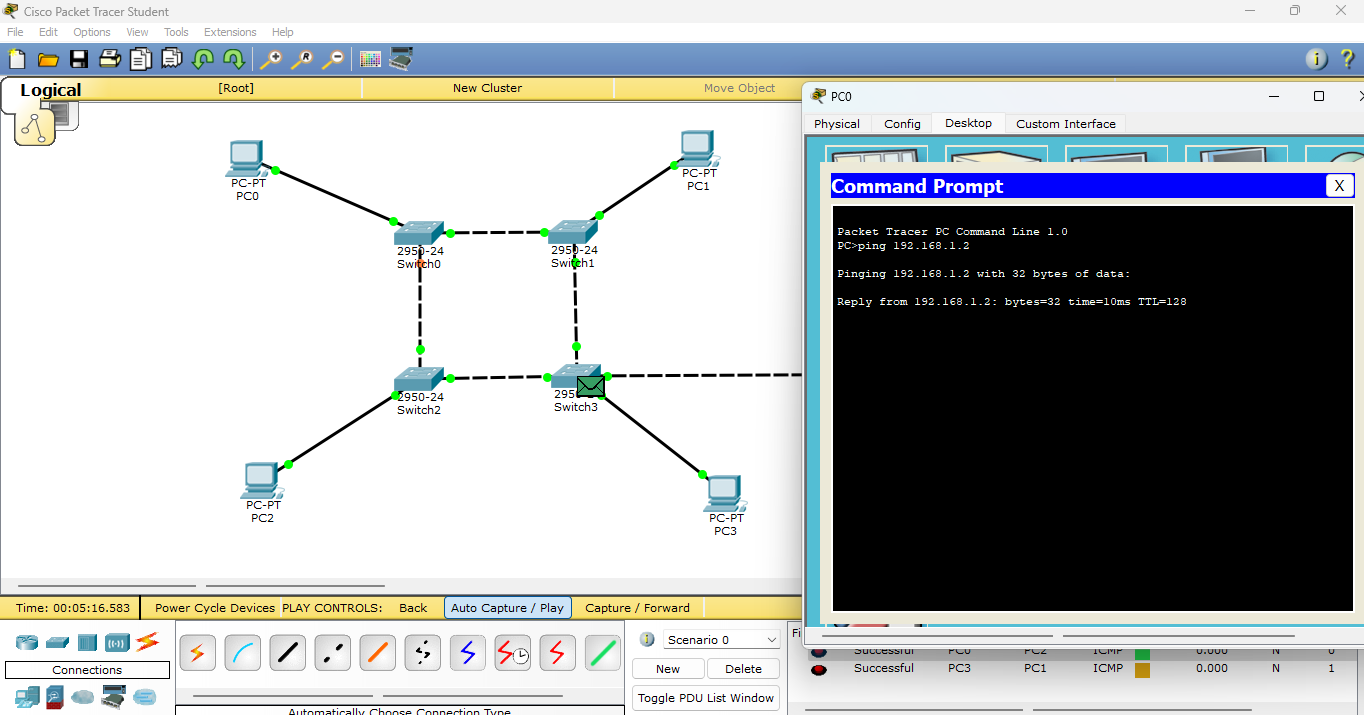 Cisco Packet Tracer Student
File Edit Options View Tools Extensions Help
Logical
[Root]
New Cluster
Move Object
PC-PT
PC0
PC-PT
PC1
2950-24
Switch0
2950-24
Switch1
2950-24
Switch2
Switch3
PC-PT
PC2
PC-PT
PC3
PC0
Physical Config Desktop Custom Interface
Command Prompt
X
Packet Tracer PC Command Line 1.0
PC>ping 192.168.1.2
Pinging 192.168.1.2 with 32 bytes of data:
Reply from 192.168.1.2: bytes=32 time=10ms TTL=128
Time: 00:05:16.583 Power Cycle Devices PLAY CONTROLS: Back Auto Capture / Play Capture / Forward
Connections
Automatically Choose Connection Type
Scenario 0
New Delete
Toggle PDU List Window
Successful PC0 PC2 ICMP 0.000 N 0
Successful PC3 PC1 ICMP 0.000 N 1